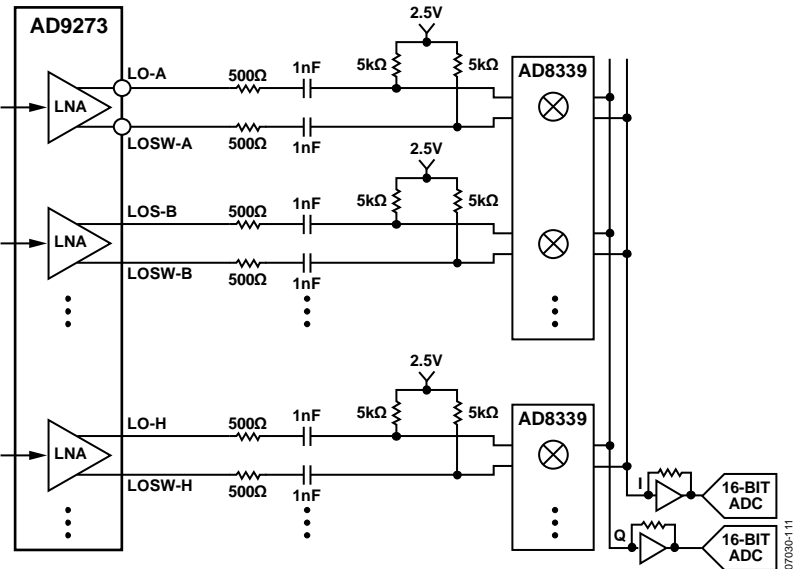 AD9273
2.5V
LO-A
500Ω
1nF
5kΩ
5kΩ
AD8339
LNA
LOSW-A
500Ω
1nF
2.5V
LOS-B
500Ω
1nF
5kΩ
5kΩ
LNA
LOSW-B
500Ω
1nF
2.5V
LO-H
500Ω
1nF
5kΩ
5kΩ
AD8339
LNA
LOSW-H
500Ω
1nF
I
16-BIT
ADC
Q
16-BIT
ADC
07030-111